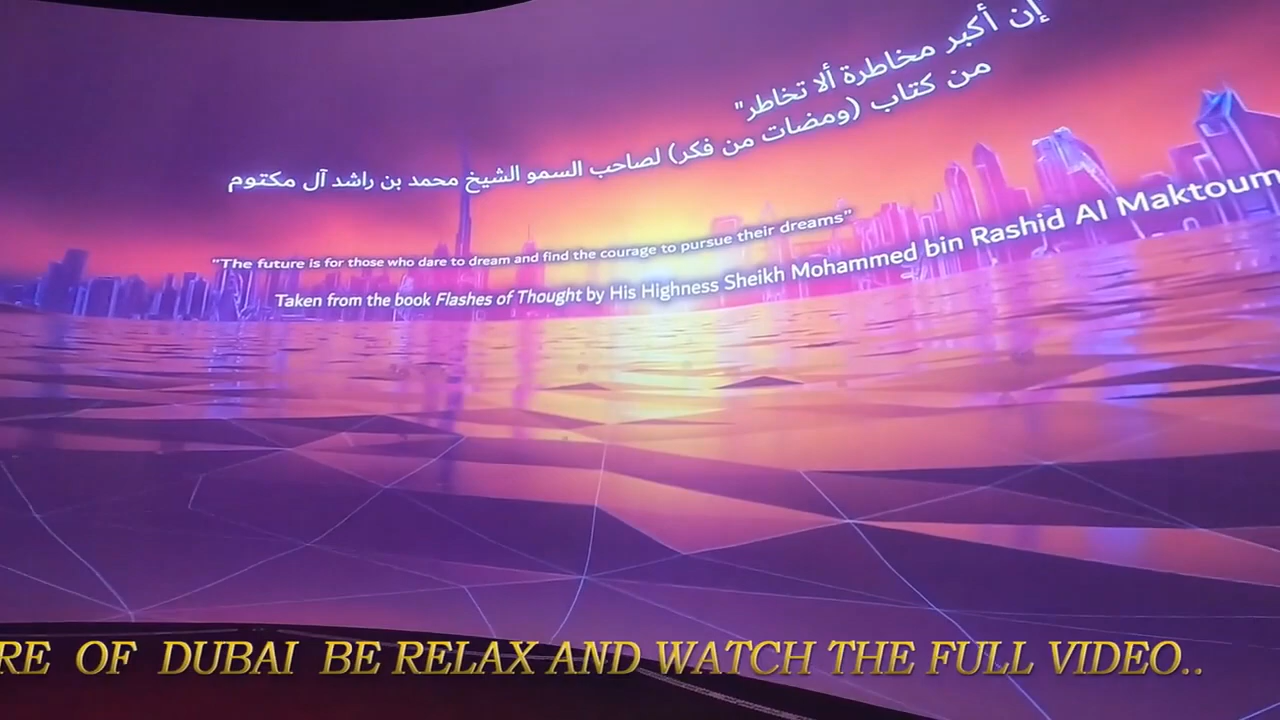 إن أكبر مخاطرة ألا تخاطر"
من كتاب (ومضات من فكر) لصاحب السمو الشيخ محمد بن راشد آل مكتوم
"The future is for those who dare to dream and find the courage to pursue their dreams"
Taken from the book Flashes of Thought by His Highness Sheikh Mohammed bin Rashid Al Maktoum
RE OF DUBAI BE RELAX AND WATCH THE FULL VIDEO..